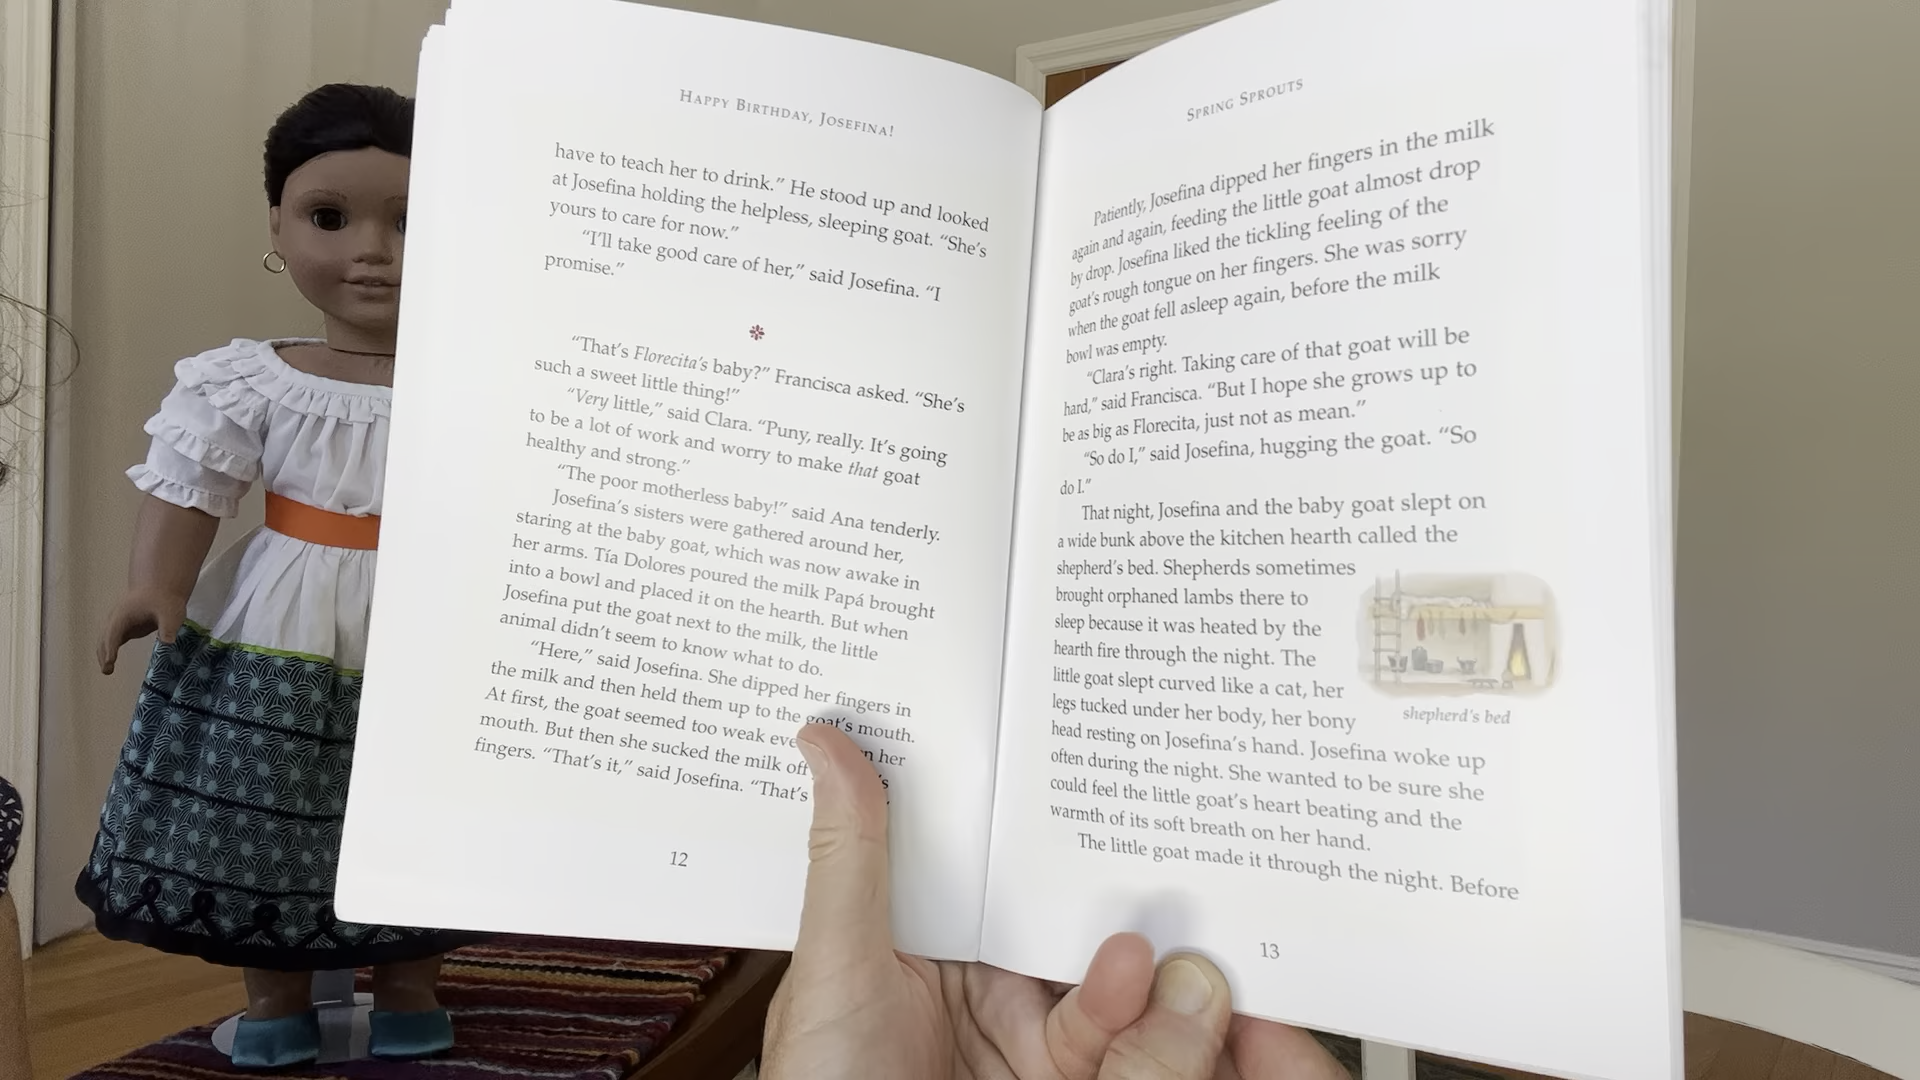 HAPPY BIRTHDAY, JOSEFINA!
have to teach her to drink.” He stood up and looked
at Josefina holding the helpless, sleeping goat. “She’s
yours to care for now.”
“I’ll take good care of her,” said Josefina. “I
promise.”
“That’s Florecita’s baby?” Francisca asked. “She’s
such a sweet little thing!”
“Very little,” said Clara. “Puny, really. It’s going
to be a lot of work and worry to make that goat
healthy and strong.”
“The poor motherless baby!” said Ana tenderly.
Josefina’s sisters were gathered around her,
staring at the baby goat, which was now awake in
her arms. Tía Dolores poured the milk Papá brought
into a bowl and placed it on the hearth. But when
Josefina put the goat next to the milk, the little
animal didn’t seem to know what to do.
“Here,” said Josefina. She dipped her fingers in
the milk and then held them up to the goat’s mouth.
At first, the goat seemed too weak her
mouth. But then she sucked the milk off
fingers. “That’s it,” said Josefina. “That’s
12
SPRING SPROUTS
Patiently, Josefina dipped her fingers in the milk
again and again, feeding the little goat almost drop
by drop. Josefina liked the tickling feeling of the
goat’s rough tongue on her fingers. She was sorry
when the goat fell asleep again, before the milk
bowl was empty.
“Clara’s right. Taking care of that goat will be
hard,” said Francisca. “But I hope she grows up to
be as big as Florecita, just not as mean.”
“So do I,” said Josefina, hugging the goat. “So
do I.”
That night, Josefina and the baby goat slept on
a wide bunk above the kitchen hearth called the
shepherd’s bed. Shepherds sometimes
brought orphaned lambs there to
sleep because it was heated by the
hearth fire through the night. The
little goat slept curved like a cat, her
legs tucked under her body, her bony
head resting on Josefina’s hand. Josefina woke up
often during the night. She wanted to be sure she
could feel the little goat’s heart beating and the
warmth of its soft breath on her hand.
The little goat made it through the night. Before
shepherd’s bed
13